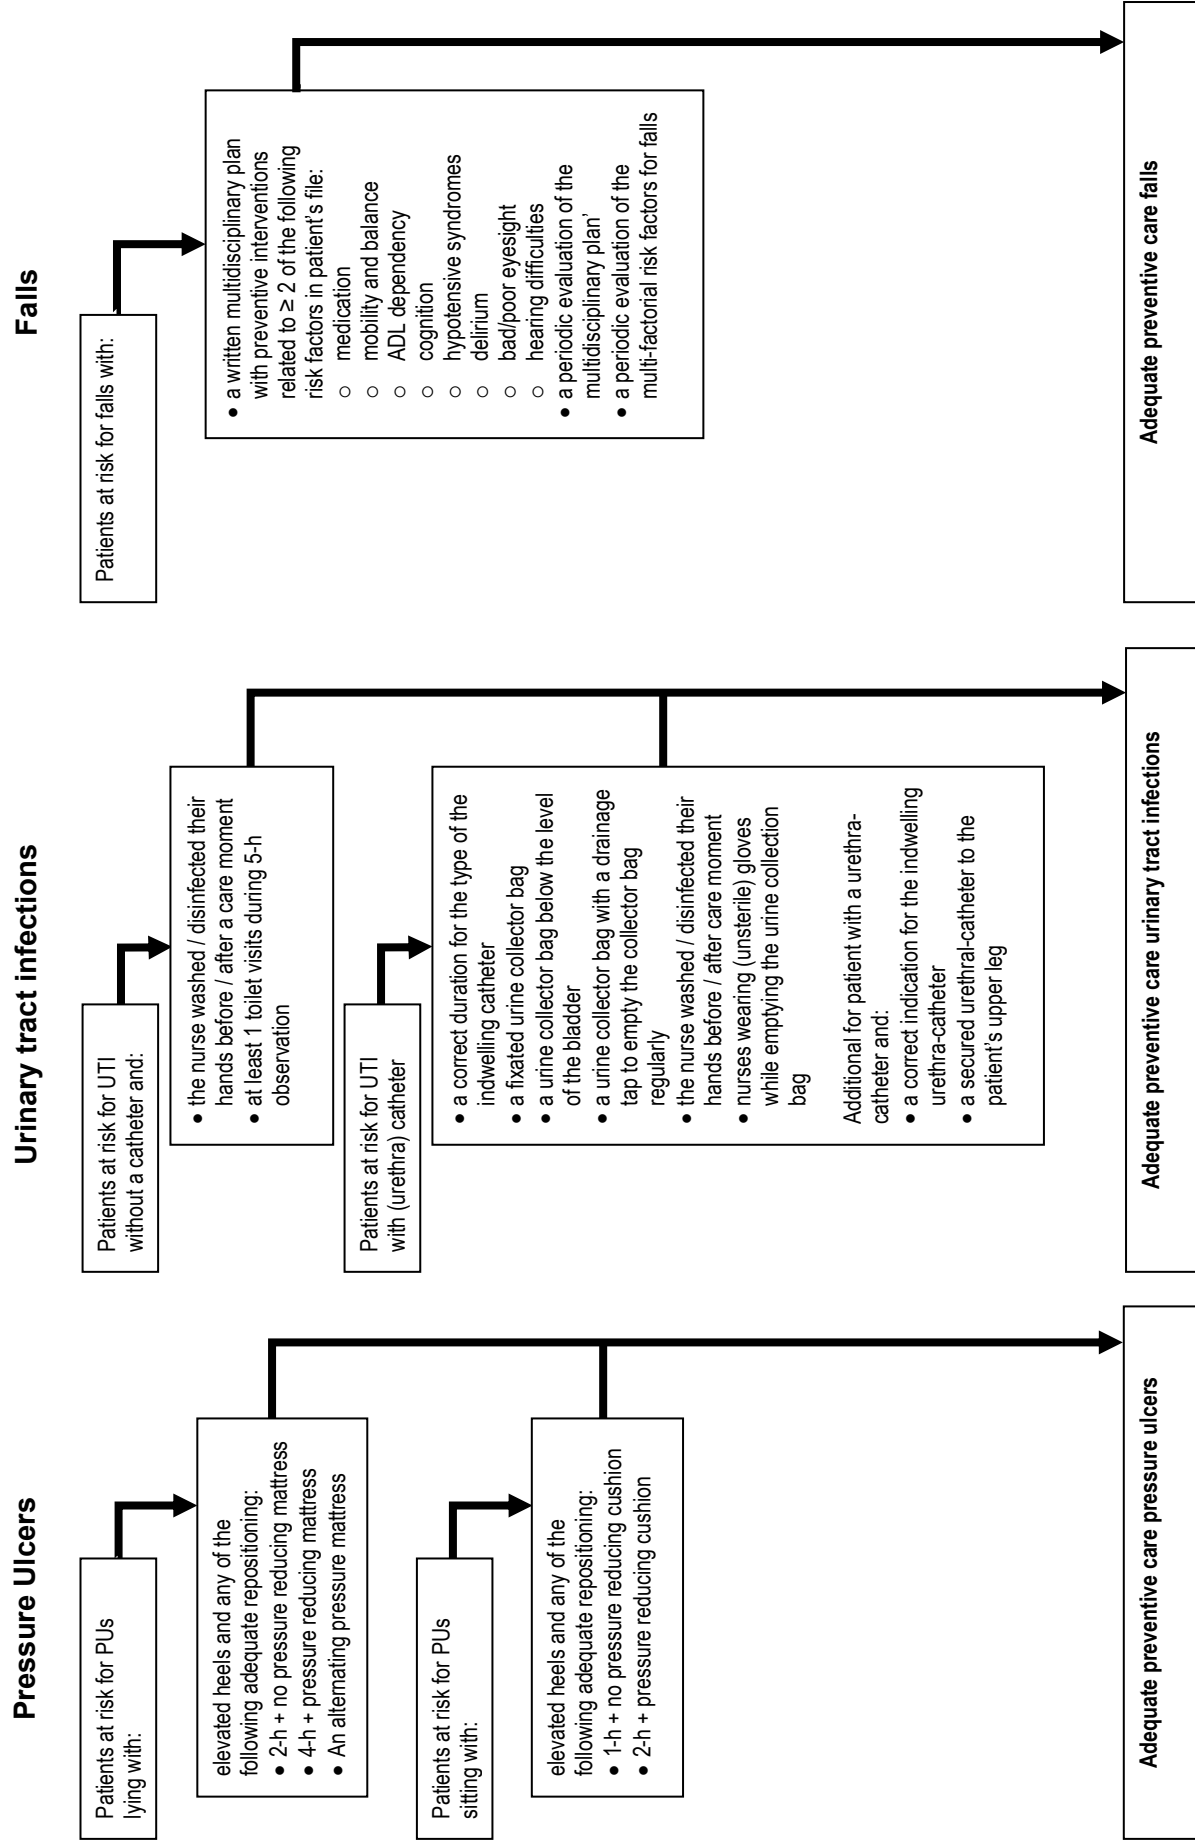 Pressure Ulcers
Patients at risk for PUs
lying with:
elevated heels and any of the
following adequate repositioning:
• 2-h + no pressure reducing mattress
• 4-h + pressure reducing mattress
• An alternating pressure mattress
Patients at risk for PUs
sitting with:
elevated heels and any of the
following adequate repositioning:
• 1-h + no pressure reducing cushion
• 2-h + pressure reducing cushion
Adequate preventive care pressure ulcers
Urinary tract infections
Patients at risk for UTI
without a catheter and:
• the nurse washed / disinfected their
hands before / after a care moment
• at least 1 toilet visits during 5-h
observation
Patients at risk for UTI
with (urethra) catheter
• a correct duration for the type of the
indwelling catheter
• a fixated urine collector bag
• a urine collector bag below the level
of the bladder
• a urine collector bag with a drainage
tap to empty the collector bag
regularly
• the nurse washed / disinfected their
hands before / after care moment
• nurses wearing (unsterile) gloves
while emptying the urine collection
bag
Additional for patient with a urethra-
catheter and:
• a correct indication for the indwelling
urethra-catheter
• a secured urethral-catheter to the
patient's upper leg
Adequate preventive care urinary tract infections
Falls
Patients at risk for falls with:
• a written multidisciplinary plan
with preventive interventions
related to ≥ 2 of the following
risk factors in patient's file:
○ medication
○ mobility and balance
○ ADL dependency
○ cognition
○ hypotensive syndromes
○ delirium
○ bad/poor eyesight
○ hearing difficulties
• a periodic evaluation of the
multidisciplinary plan'
• a periodic evaluation of the
multi-factorial risk factors for falls
Adequate preventive care falls